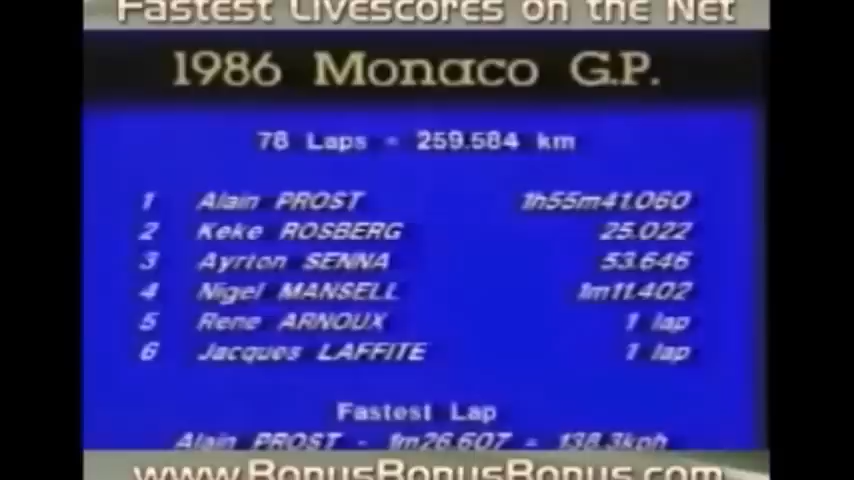 Fastest Livescores on the Net
1986 Monaco G.P.
78 Laps - 259.584 km
1 Alain PROST 1h55m41.060
2 Keke ROSBERG 25.022
3 Ayrton SENNA 53.646
4 Nigel MANSELL 1m11.402
5 Rene ARNOUX 1 lap
6 Jacques LAFFITE 1 lap
Fastest Lap
Alain PROST - 1m26.607 = 138.3kph
www.BonusBonusBonus.com